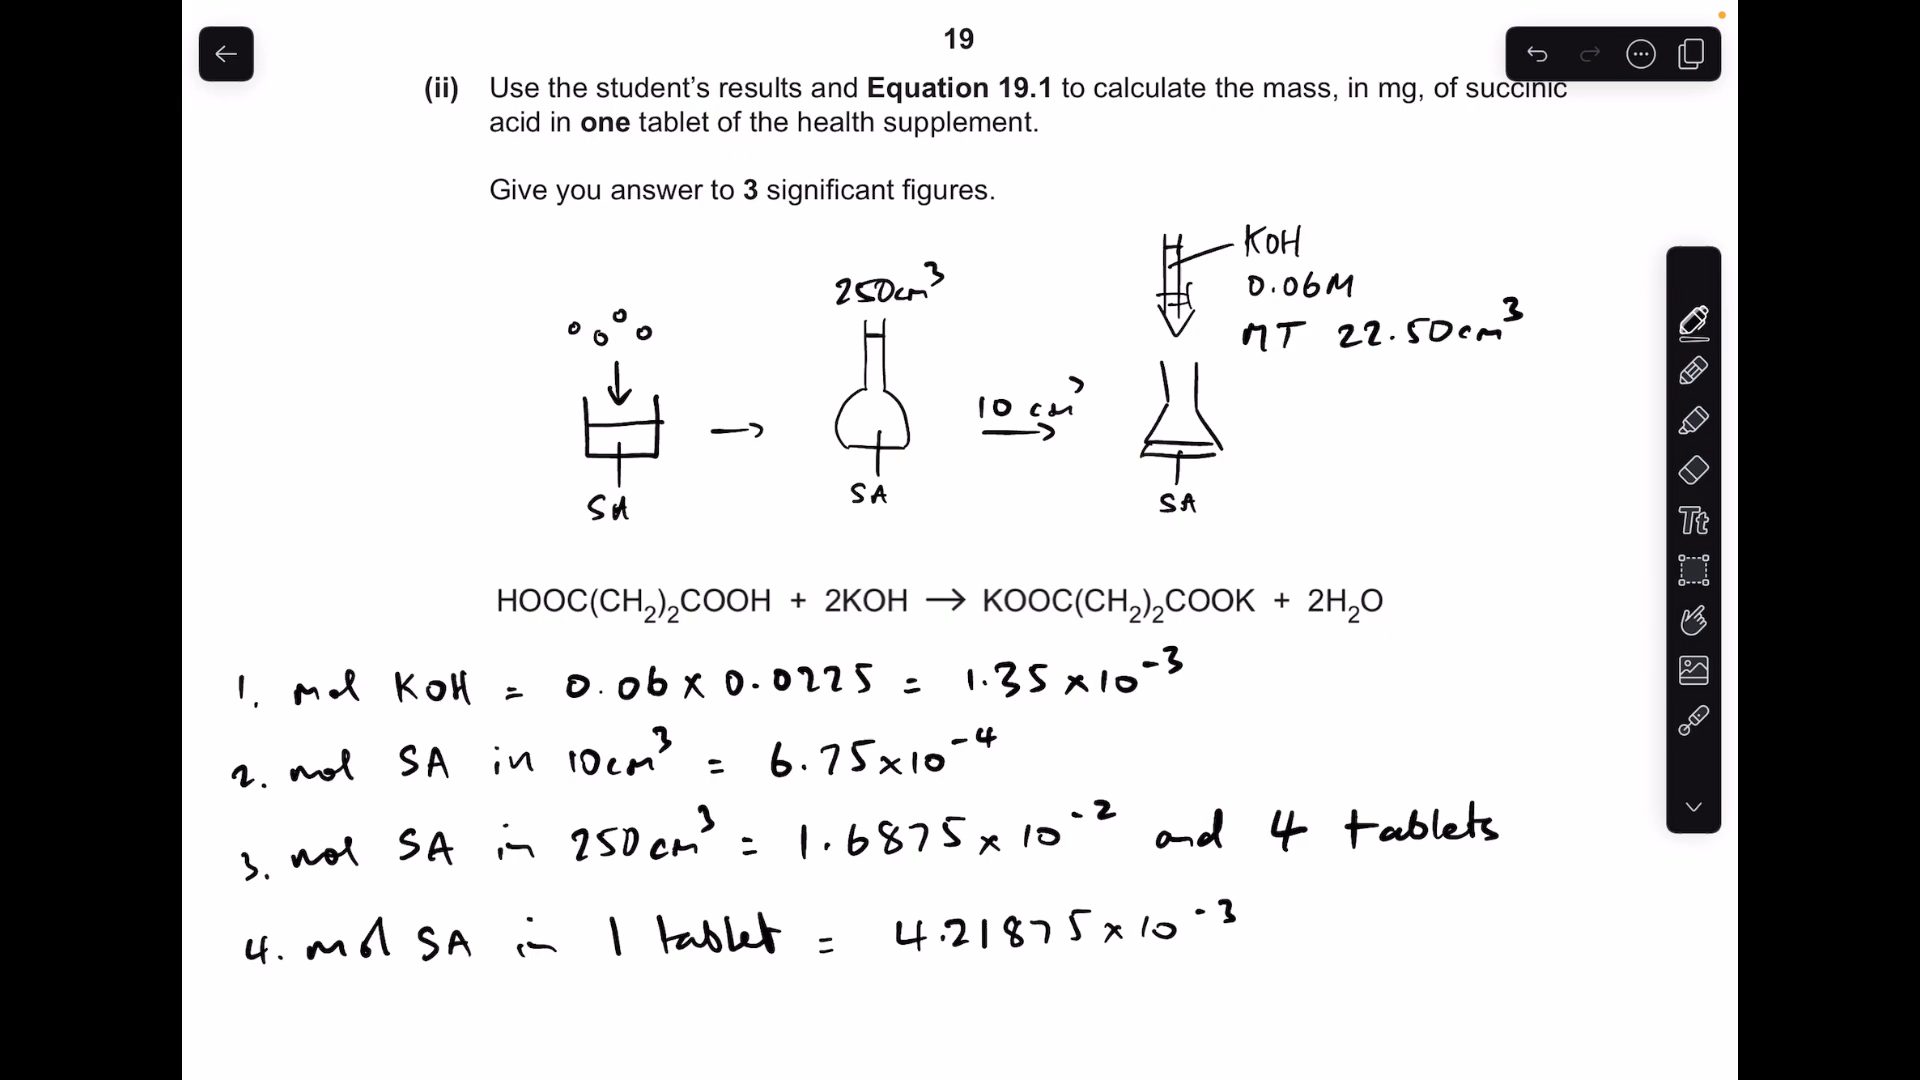 19
(ii) Use the student's results and Equation 19.1 to calculate the mass, in mg, of succinic
acid in one tablet of the health supplement.
Give you answer to 3 significant figures.
KOH
0.06M
MT 22.50cm³
250cm³
10 cm³
SA
SA
SA
HOOC(CH₂)₂COOH + 2KOH → KOOC(CH₂)₂COOK + 2H₂O
1. mol KOH = 0.06 x 0.0225 = 1.35 x 10⁻³
2. mol SA in 10cm³ = 6.75 x 10⁻⁴
3. mol SA in 250cm³ = 1.6875 x 10⁻² and 4 tablets
4. mol SA in 1 tablet = 4.21875 x 10⁻³
Tt